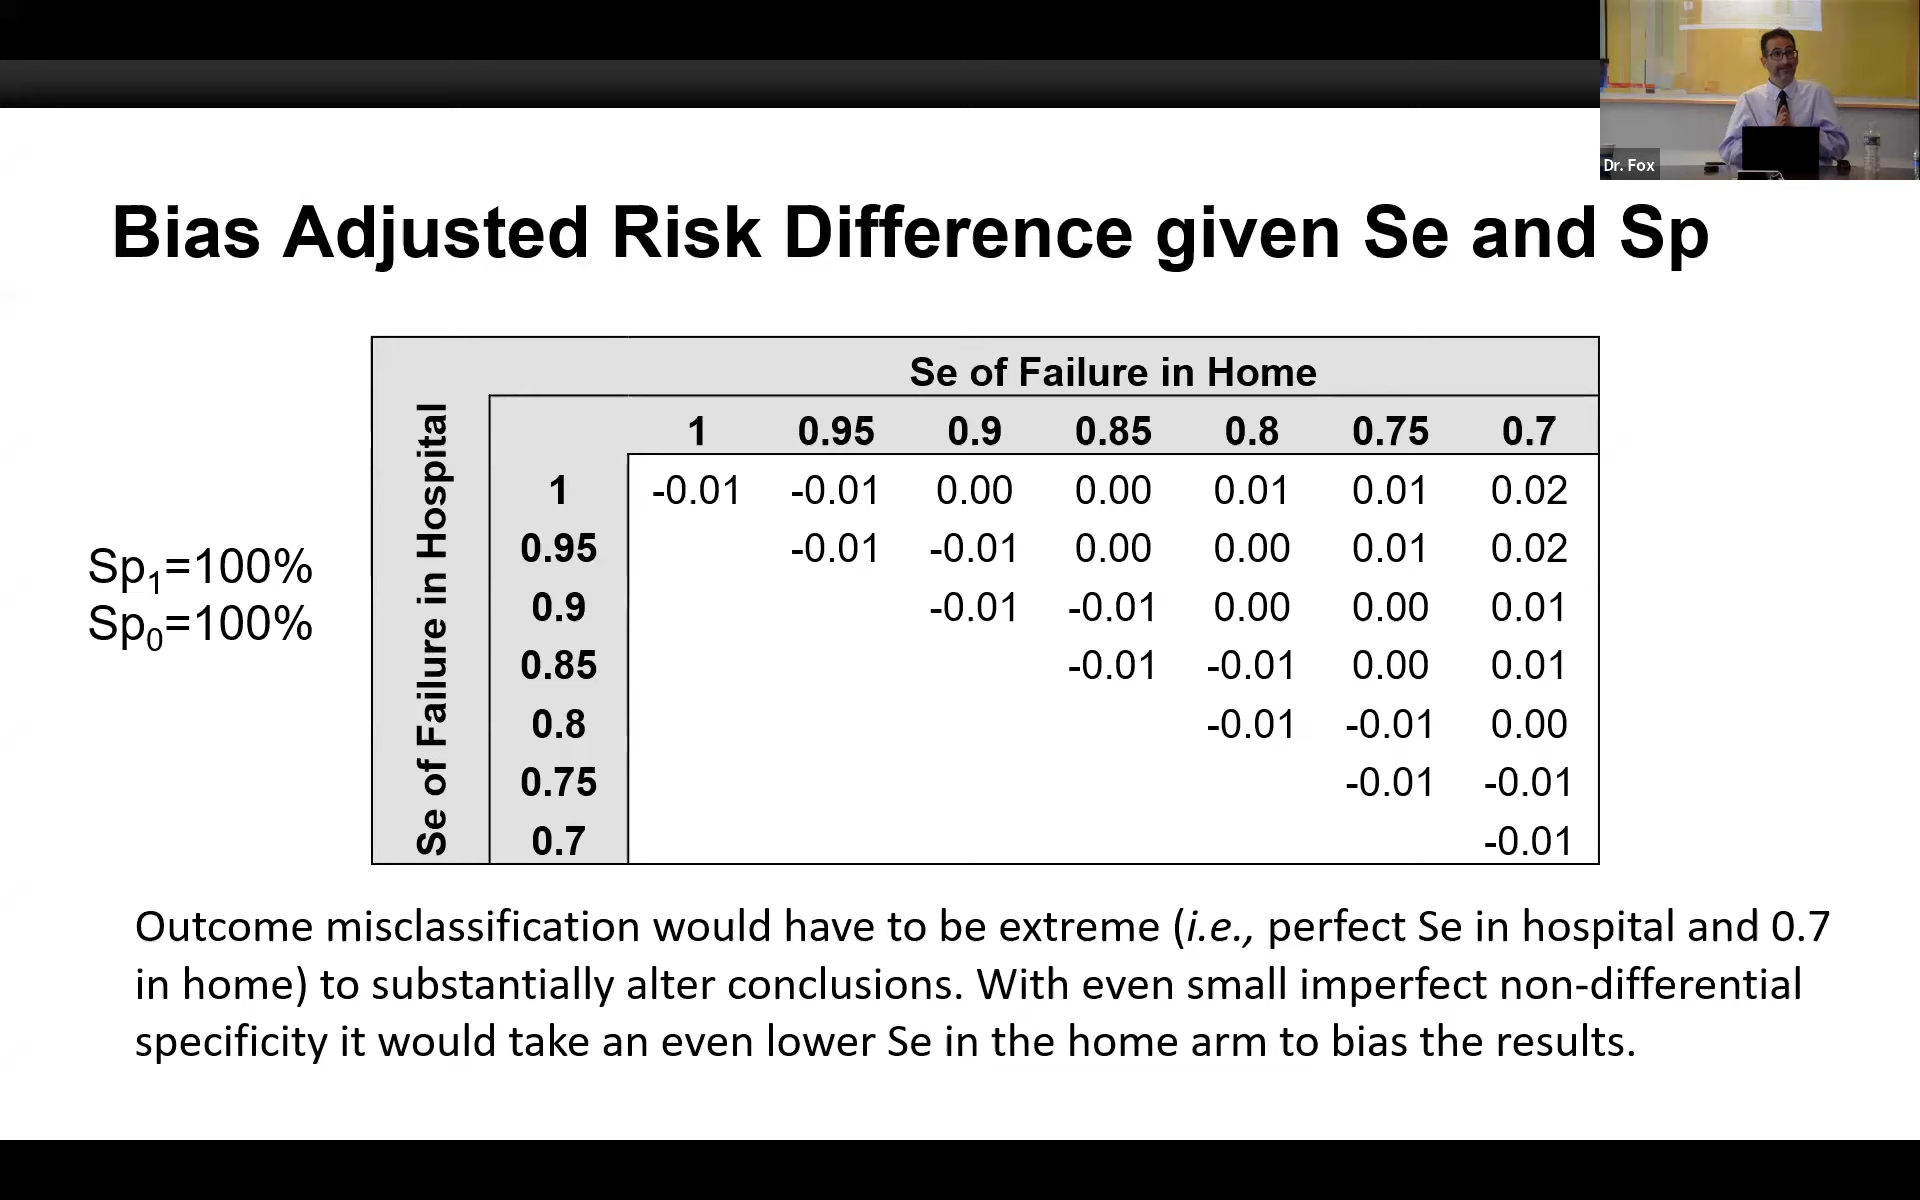 Dr. Fox
Bias Adjusted Risk Difference given Se and Sp
Se of Failure in Home
Se of Failure in Hospital
1 0.95 0.9 0.85 0.8 0.75 0.7
1 -0.01 -0.01 0.00 0.00 0.01 0.01 0.02
0.95 -0.01 -0.01 0.00 0.00 0.01 0.02
0.9 -0.01 -0.01 0.00 0.00 0.01
0.85 -0.01 -0.01 0.00 0.01
0.8 -0.01 -0.01 0.00
0.75 -0.01 -0.01
0.7 -0.01
Sp₁=100%
Sp₀=100%
Outcome misclassification would have to be extreme (i.e., perfect Se in hospital and 0.7
in home) to substantially alter conclusions. With even small imperfect non-differential
specificity it would take an even lower Se in the home arm to bias the results.